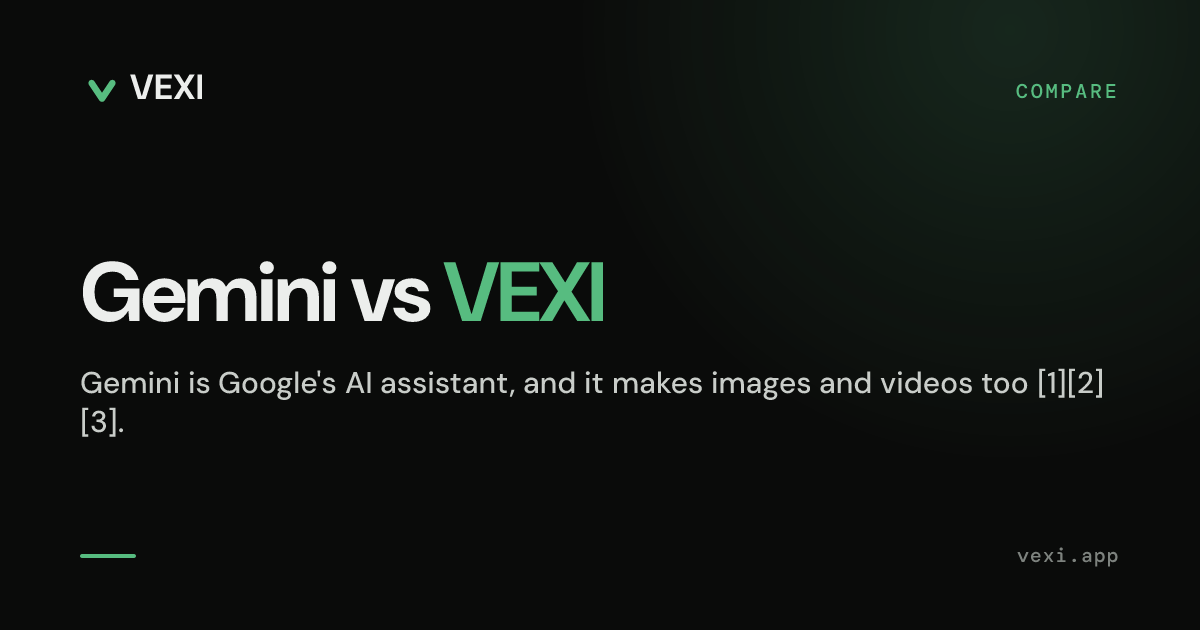 VEXI
COMPARE
Gemini vs VEXI
Gemini is Google's AI assistant, and it makes images and videos too [1][2]
[3].
vexi.app